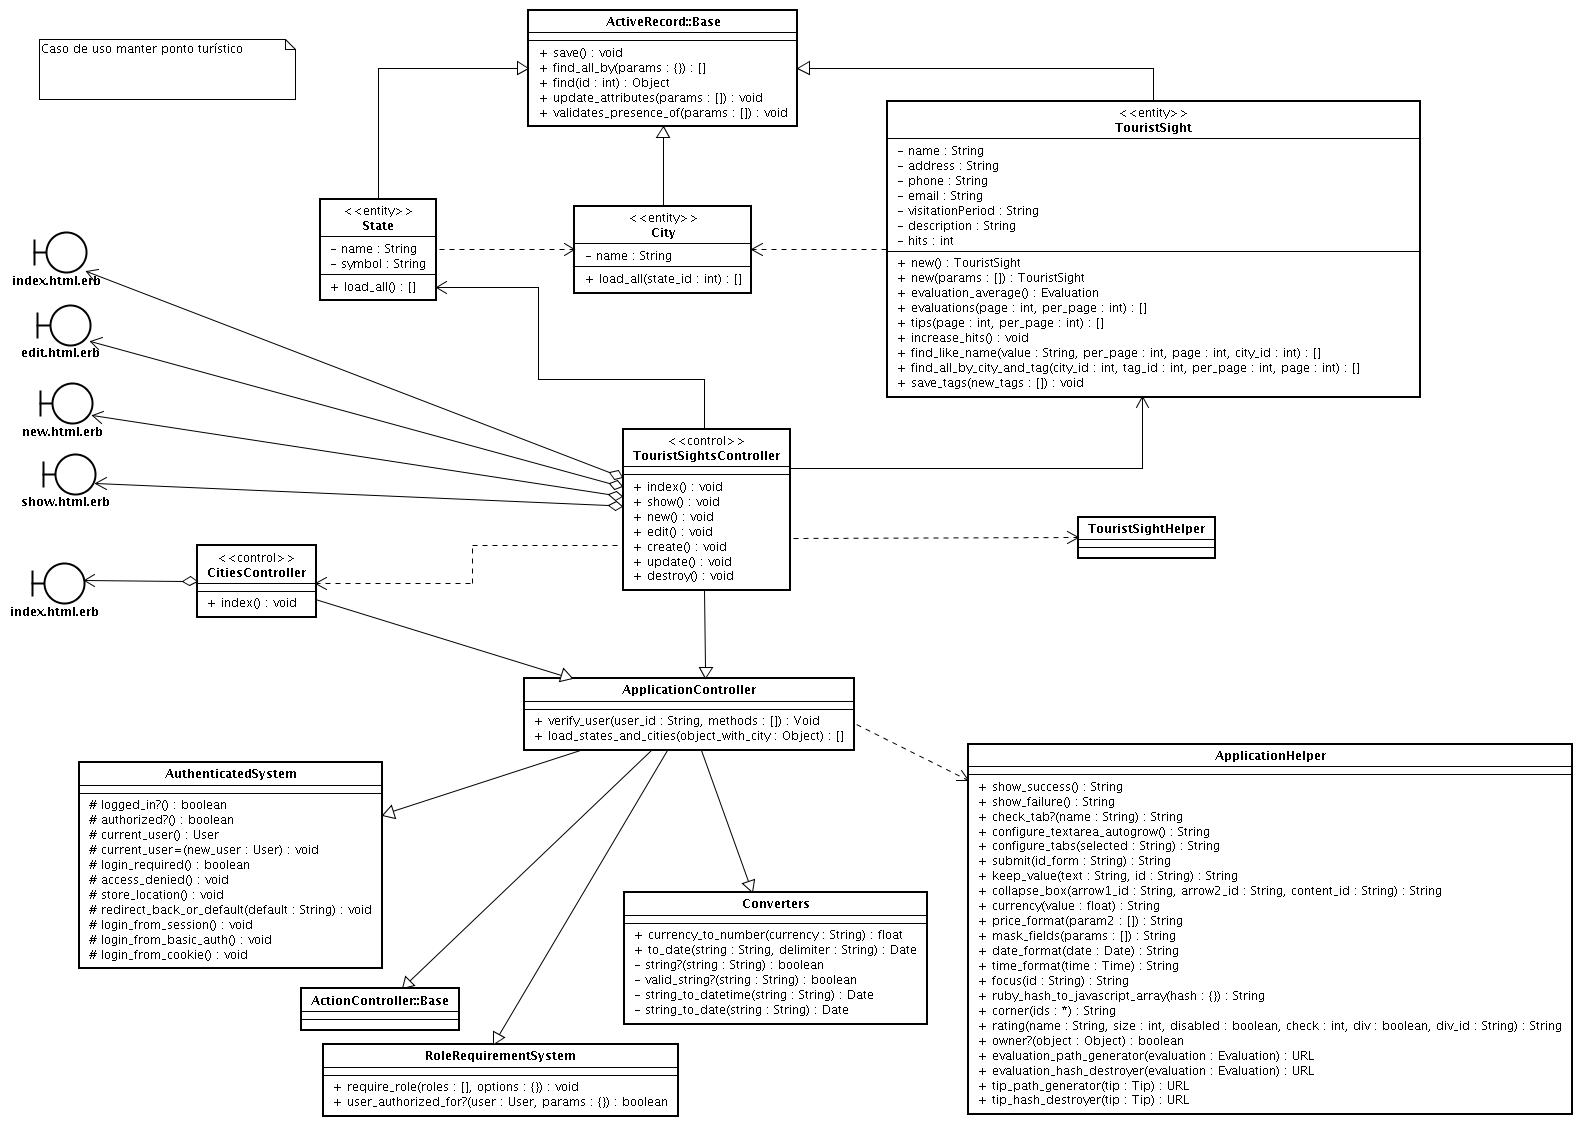 Caso de uso manter ponto turístico
ActiveRecord::Base
+ save() : void
+ find_all_by(params : {}) : []
+ find(id : int) : Object
+ update_attributes(params : []) : void
+ validates_presence_of(params : []) : void
<<entity>>
TouristSight
- name : String
- address : String
- phone : String
- email : String
- visitationPeriod : String
- description : String
- hits : int
+ new() : TouristSight
+ new(params : []) : TouristSight
+ evaluation_average() : Evaluation
+ evaluations(page : int, per_page : int) : []
+ tips(page : int, per_page : int) : []
+ increase_hits() : void
+ find_like_name(value : String, per_page : int, page : int, city_id : int) : []
+ find_all_by_city_and_tag(city_id : int, tag_id : int, per_page : int, page : int) : []
+ save_tags(new_tags : []) : void
<<entity>>
State
- name : String
- symbol : String
+ load_all() : []
<<entity>>
City
- name : String
+ load_all(state_id : int) : []
index.html.erb
edit.html.erb
new.html.erb
show.html.erb
<<control>>
TouristSightsController
+ index() : void
+ show() : void
+ new() : void
+ edit() : void
+ create() : void
+ update() : void
+ destroy() : void
TouristSightHelper
<<control>>
CitiesController
+ index() : void
index.html.erb
ApplicationController
+ verify_user(user_id : String, methods : []) : Void
+ load_states_and_cities(object_with_city : Object) : []
AuthenticatedSystem
# logged_in?() : boolean
# authorized?() : boolean
# current_user() : User
# current_user=(new_user : User) : void
# login_required() : boolean
# access_denied() : void
# store_location() : void
# redirect_back_or_default(default : String) : void
# login_from_session() : void
# login_from_basic_auth() : void
# login_from_cookie() : void
ApplicationHelper
+ show_success() : String
+ show_failure() : String
+ check_tab?(name : String) : String
+ configure_textarea_autogrow() : String
+ configure_tabs(selected : String) : String
+ submit(id_form : String) : String
+ keep_value(text : String, id : String) : String
+ collapse_box(arrow1_id : String, arrow2_id : String, content_id : String) : String
+ currency(value : float) : String
+ price_format(param2 : []) : String
+ mask_fields(params : []) : String
+ date_format(date : Date) : String
+ time_format(time : Time) : String
+ focus(id : String) : String
+ ruby_hash_to_javascript_array(hash : {}) : String
+ corner(ids : *) : String
+ rating(name : String, size : int, disabled : boolean, check : int, div : boolean, div_id : String) : String
+ owner?(object : Object) : boolean
+ evaluation_path_generator(evaluation : Evaluation) : URL
+ evaluation_hash_destroyer(evaluation : Evaluation) : URL
+ tip_path_generator(tip : Tip) : URL
+ tip_hash_destroyer(tip : Tip) : URL
Converters
+ currency_to_number(currency : String) : float
+ to_date(string : String, delimiter : String) : Date
- string?(string : String) : boolean
- valid_string?(string : String) : boolean
- string_to_datetime(string : String) : Date
- string_to_date(string : String) : Date
ActionController::Base
RoleRequirementSystem
+ require_role(roles : [], options : {}) : void
+ user_authorized_for?(user : User, params : {}) : boolean